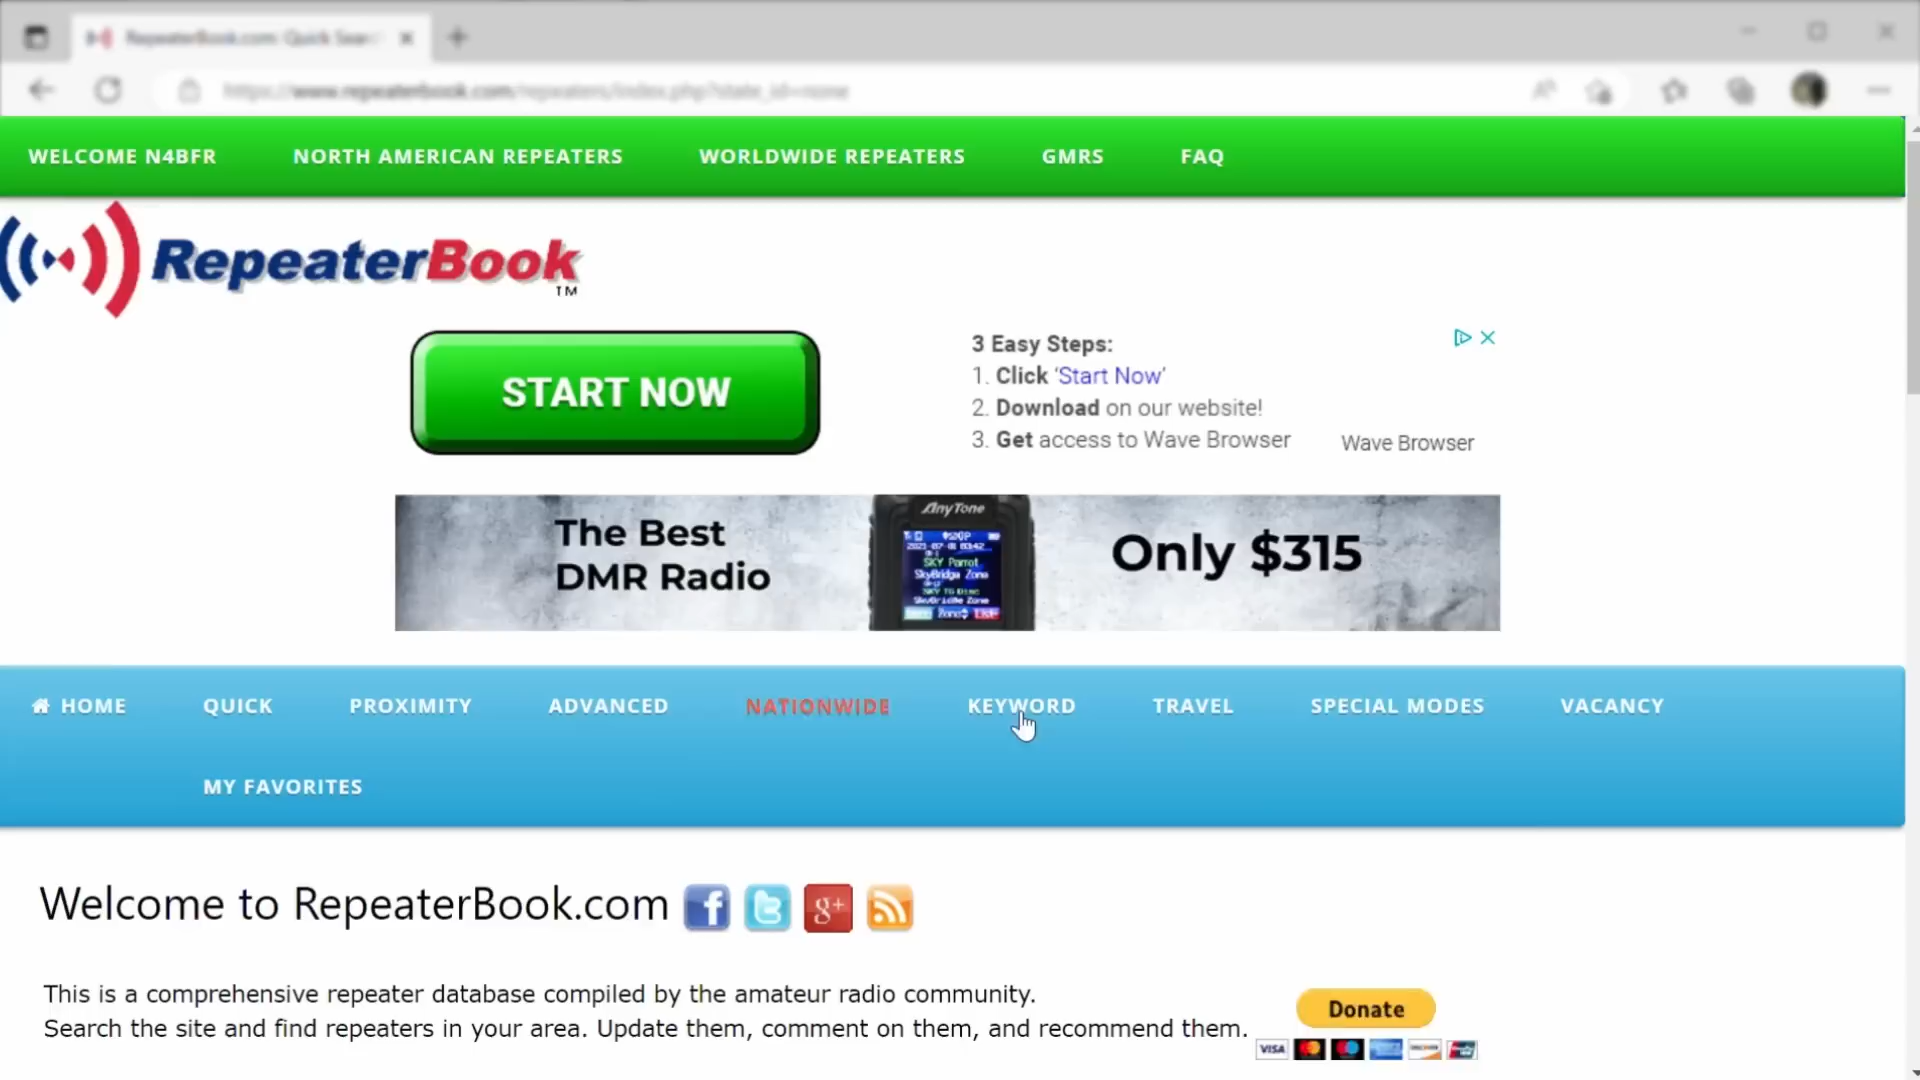 RepeaterBook.com: Quick Sear
https://www.repeaterbook.com/repeaters/index.php?state_id=none
WELCOME N4BFR NORTH AMERICAN REPEATERS WORLDWIDE REPEATERS GMRS FAQ
RepeaterBook
TM
START NOW
3 Easy Steps:
1. Click ‘Start Now’
2. Download on our website!
3. Get access to Wave Browser
Wave Browser
The Best
DMR Radio
AnyTone
SKY Parrot
Only $315
HOME QUICK PROXIMITY ADVANCED NATIONWIDE KEYWORD TRAVEL SPECIAL MODES VACANCY
MY FAVORITES
Welcome to RepeaterBook.com
f
t
g+
This is a comprehensive repeater database compiled by the amateur radio community.
Search the site and find repeaters in your area. Update them, comment on them, and recommend them.
Donate
VISA